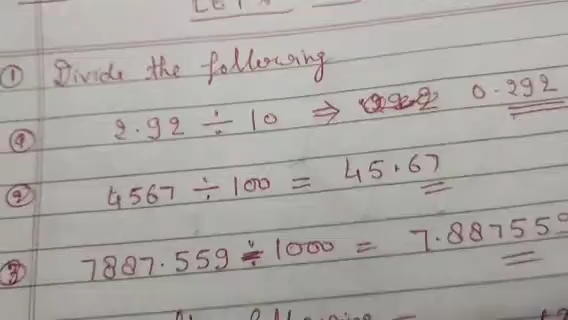 ① Divide the following
① 2.92 ÷ 10 ⇒ 0.292
② 4567 ÷ 100 = 45.67
③ 7887.559 ÷ 1000 = 7.887559